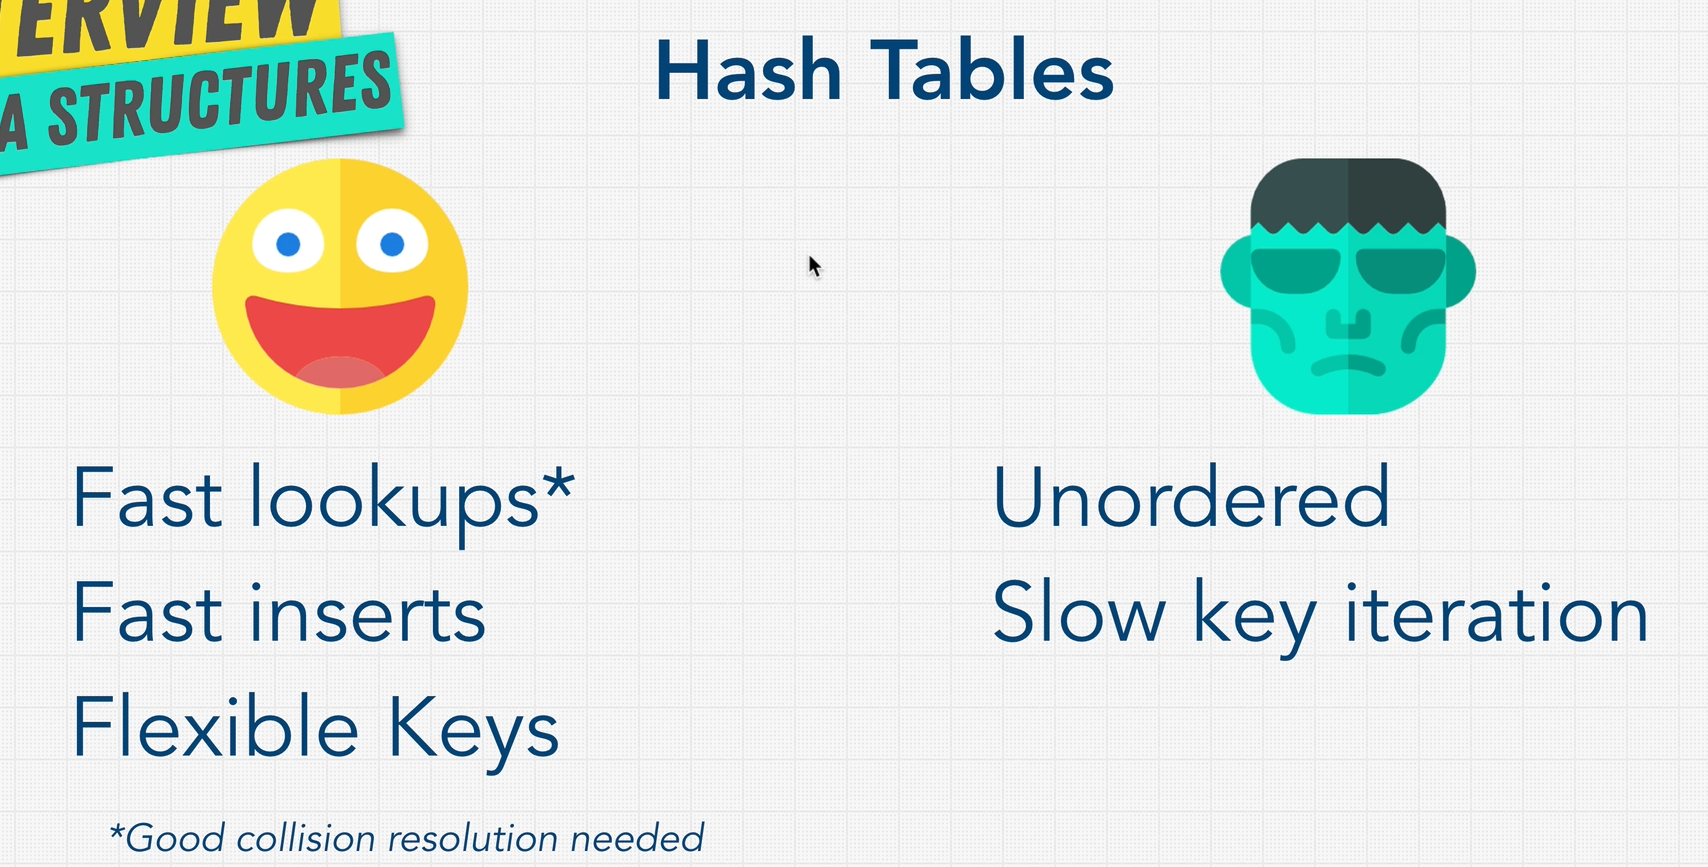 ERVIEW
A STRUCTURES
Hash Tables
Fast lookups*
Fast inserts
Flexible Keys
*Good collision resolution needed
Unordered
Slow key iteration